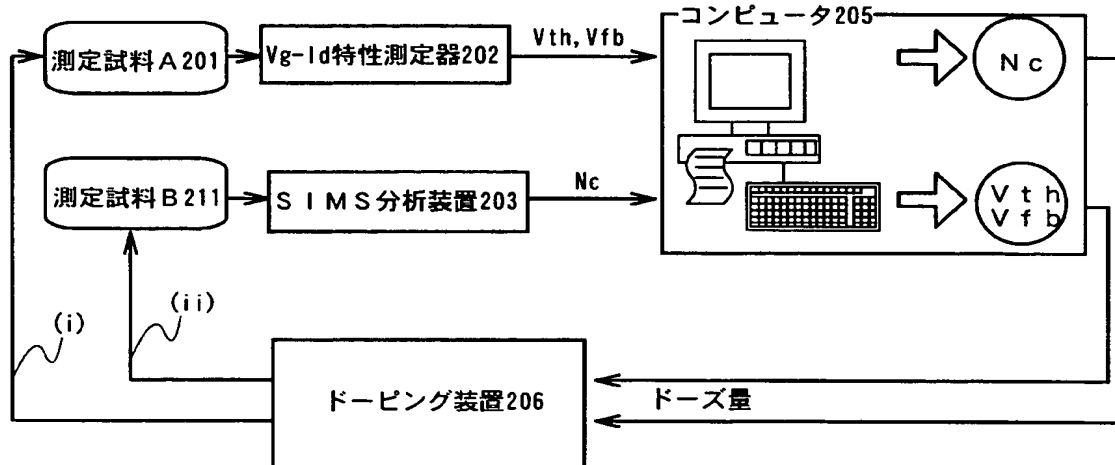 コンピュータ205
測定試料A201
Vg-Id特性測定器202
Vth, Vfb
Nc
測定試料B211
SIMS分析装置203
Nc
Vth
Vfb
(i)
(ii)
ドーピング装置206
ドーズ量